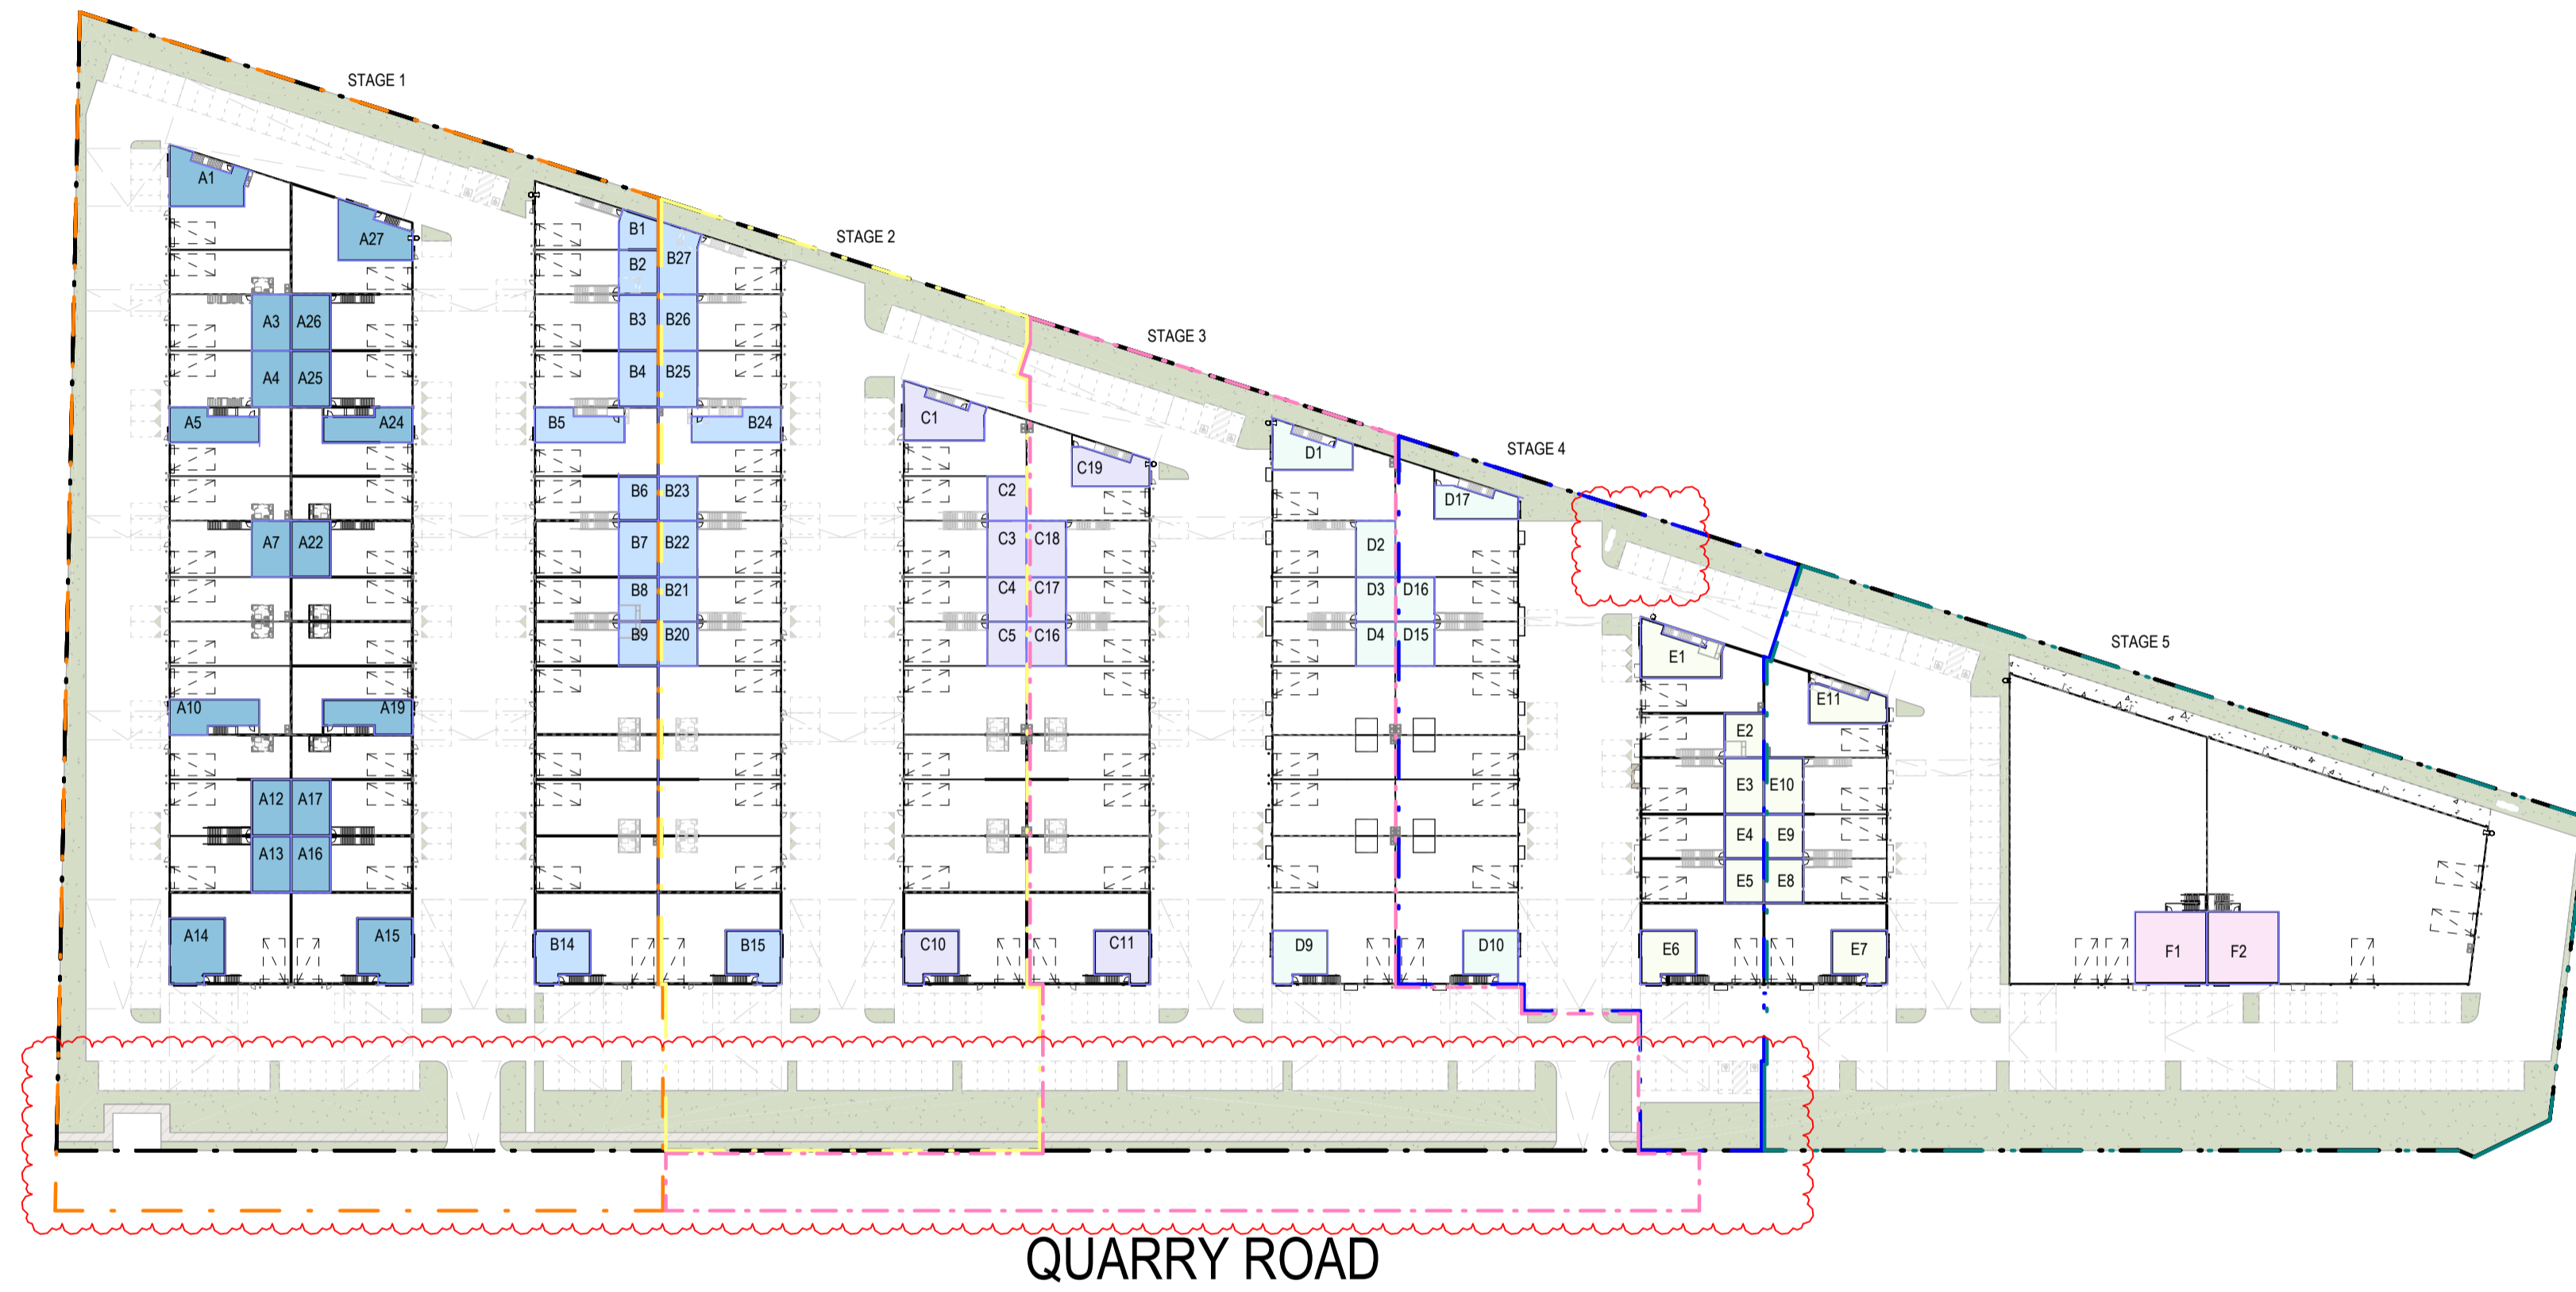 STAGE 1
STAGE 2
STAGE 3
STAGE 4
STAGE 5
A1
A27
A3 A26
A4 A25
A5 A24
A7 A22
A10 A19
A12 A17
A13 A16
A14 A15
B1
B27
B2
B3 B26
B4 B25
B5 B24
B6 B23
B7 B22
B8 B21
B9 B20
B14 B15
C1
C19
C2
C3 C18
C4 C17
C5 C16
C10 C11
D1
D17
D2
D3 D16
D4 D15
D9 D10
E1
E11
E2
E3 E10
E4 E9
E5 E8
E6 E7
F1 F2
QUARRY ROAD